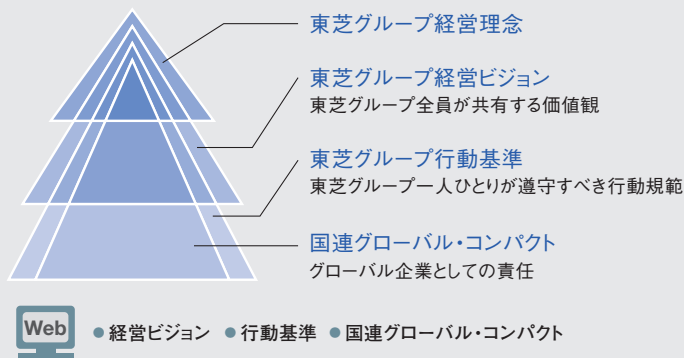 東芝グループ経営理念
東芝グループ経営ビジョン
東芝グループ全員が共有する価値観
東芝グループ行動基準
東芝グループ一人ひとりが遵守すべき行動規範
国連グローバル・コンパクト
グローバル企業としての責任
Web ●経営ビジョン ●行動基準 ●国連グローバル・コンパクト